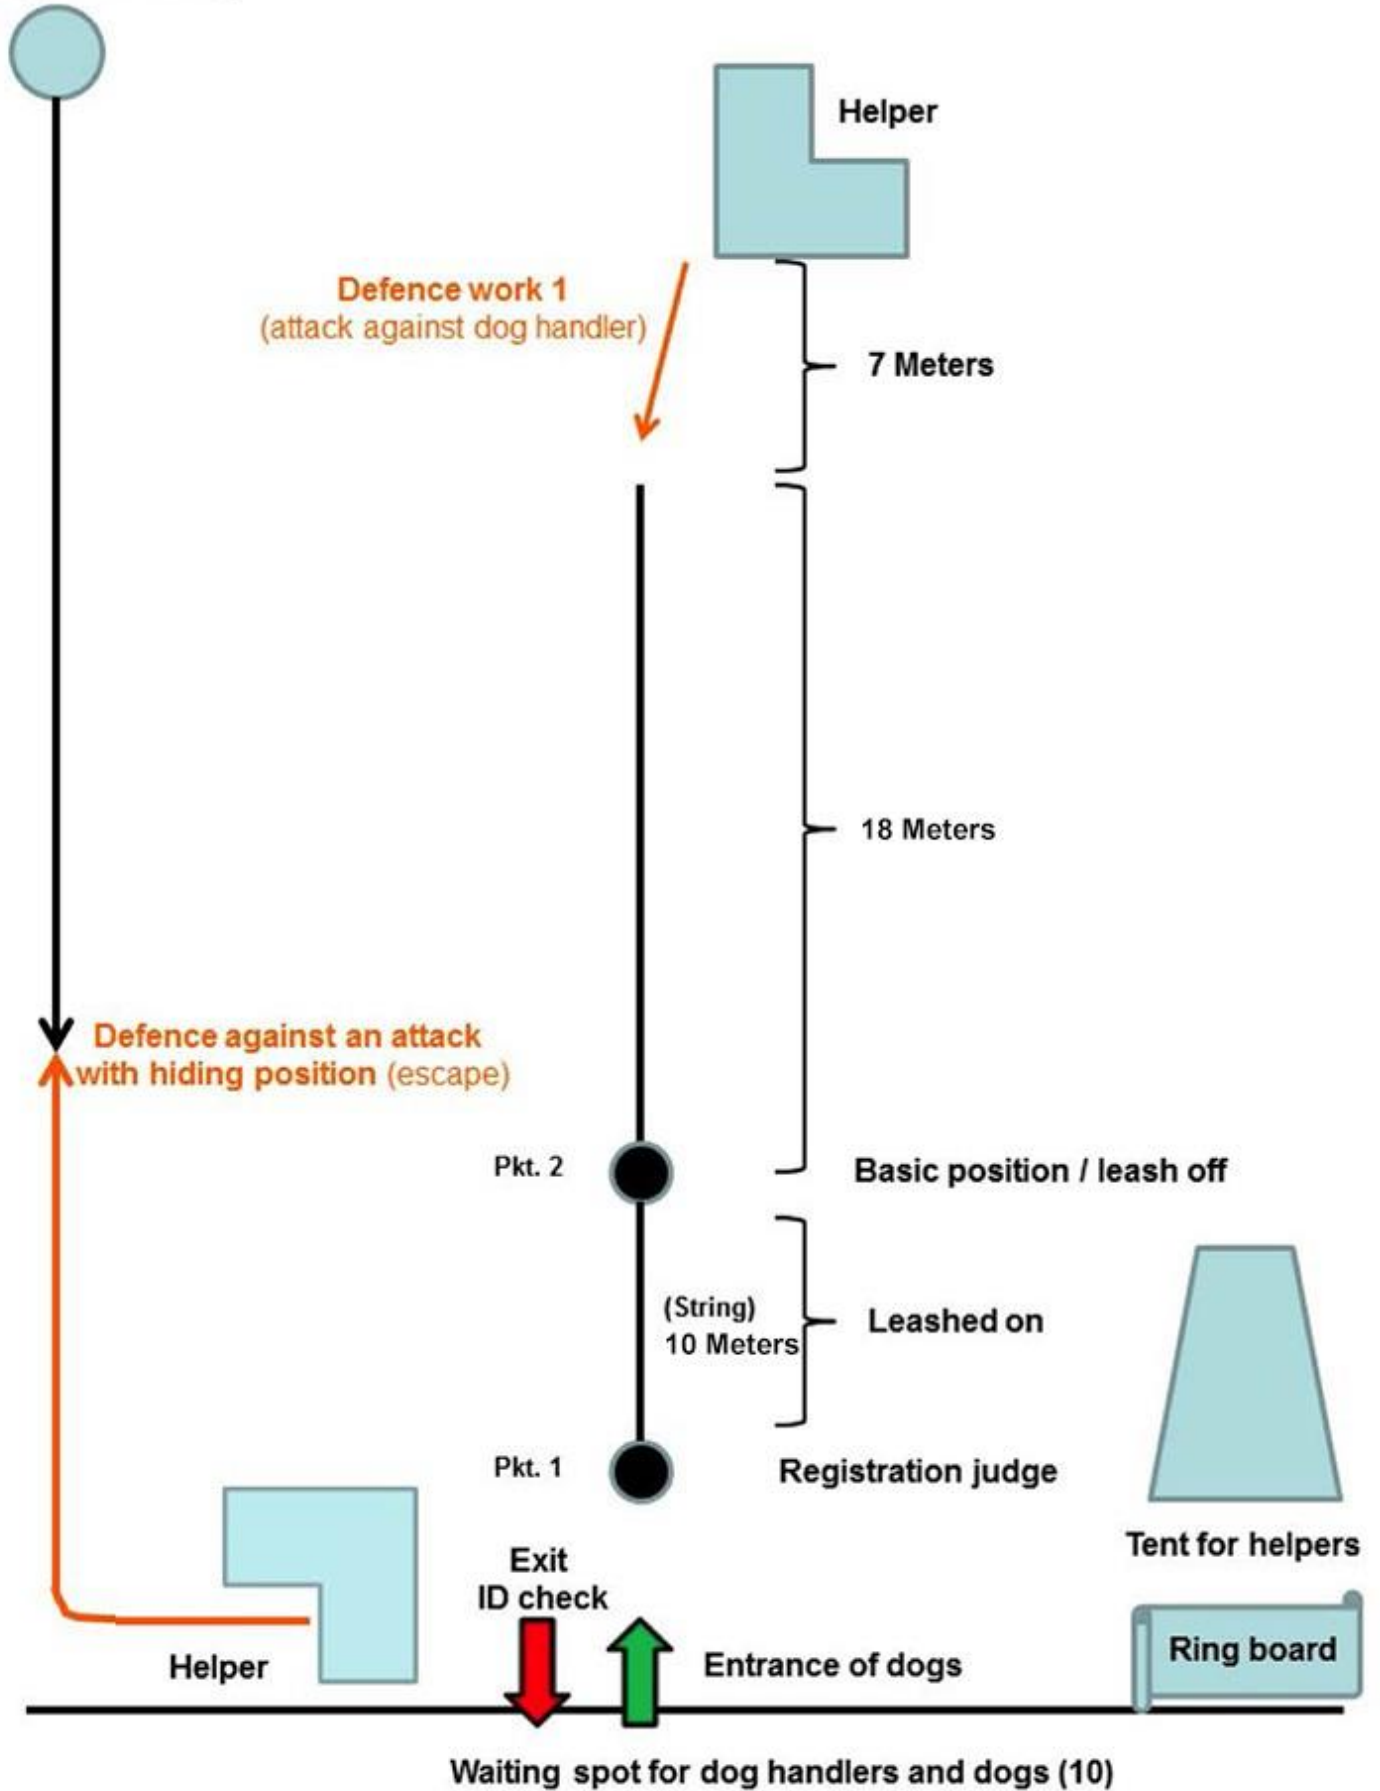 Helper
Defence work 1
(attack against dog handler)
7 Meters
18 Meters
Defence against an attack
with hiding position (escape)
Pkt. 2
Basic position / leash off
(String)
10 Meters
Leashed on
Pkt. 1
Registration judge
Tent for helpers
Exit
ID check
Helper
Entrance of dogs
Ring board
Waiting spot for dog handlers and dogs (10)